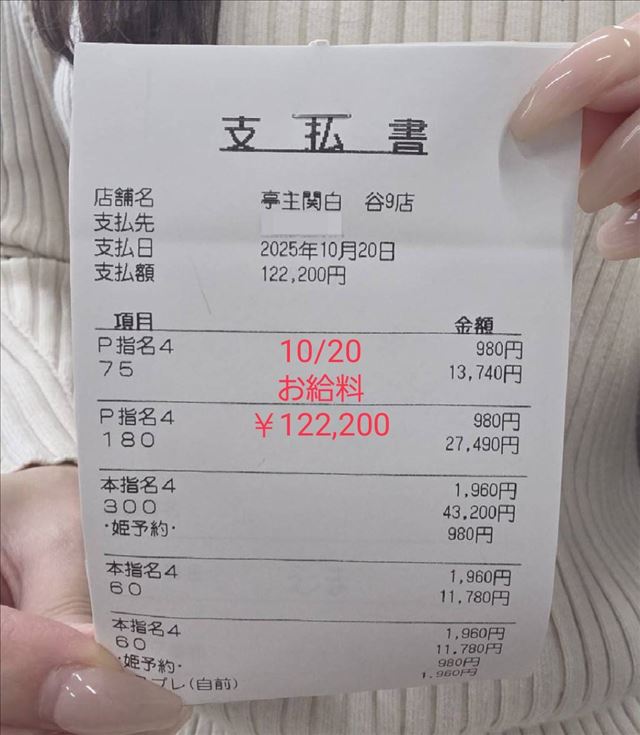 支払書
店舗名 亭主関白 谷9店
支払先
支払日 2025年10月20日
支払額 122,200円
項目 金額
P指名4 980円
75 13,740円
10/20
お給料
¥122,200
P指名4 980円
180 27,490円
本指名4 1,960円
300 43,200円
･姫予約･ 980円
本指名4 1,960円
60 11,780円
本指名4 1,960円
60 11,780円
･姫予約･ 980円
プレ(自前) 1,960円